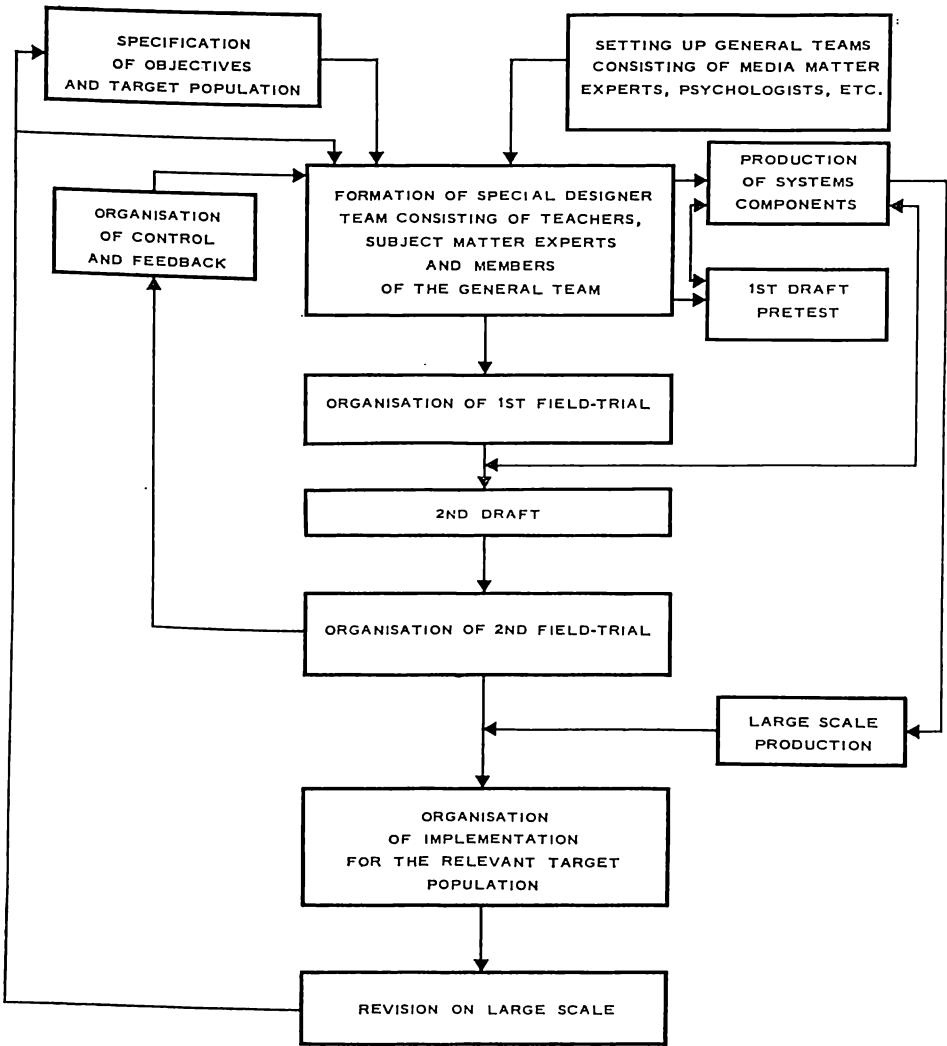 SPECIFICATION
OF OBJECTIVES
AND TARGET POPULATION
SETTING UP GENERAL TEAMS
CONSISTING OF MEDIA MATTER
EXPERTS, PSYCHOLOGISTS, ETC.
ORGANISATION
OF CONTROL
AND FEEDBACK
FORMATION OF SPECIAL DESIGNER
TEAM CONSISTING OF TEACHERS,
SUBJECT MATTER EXPERTS
AND MEMBERS
OF THE GENERAL TEAM
PRODUCTION
OF SYSTEMS
COMPONENTS
1ST DRAFT
PRETEST
ORGANISATION OF 1ST FIELD-TRIAL
2ND DRAFT
ORGANISATION OF 2ND FIELD-TRIAL
LARGE SCALE
PRODUCTION
ORGANISATION
OF IMPLEMENTATION
FOR THE RELEVANT TARGET
POPULATION
REVISION ON LARGE SCALE